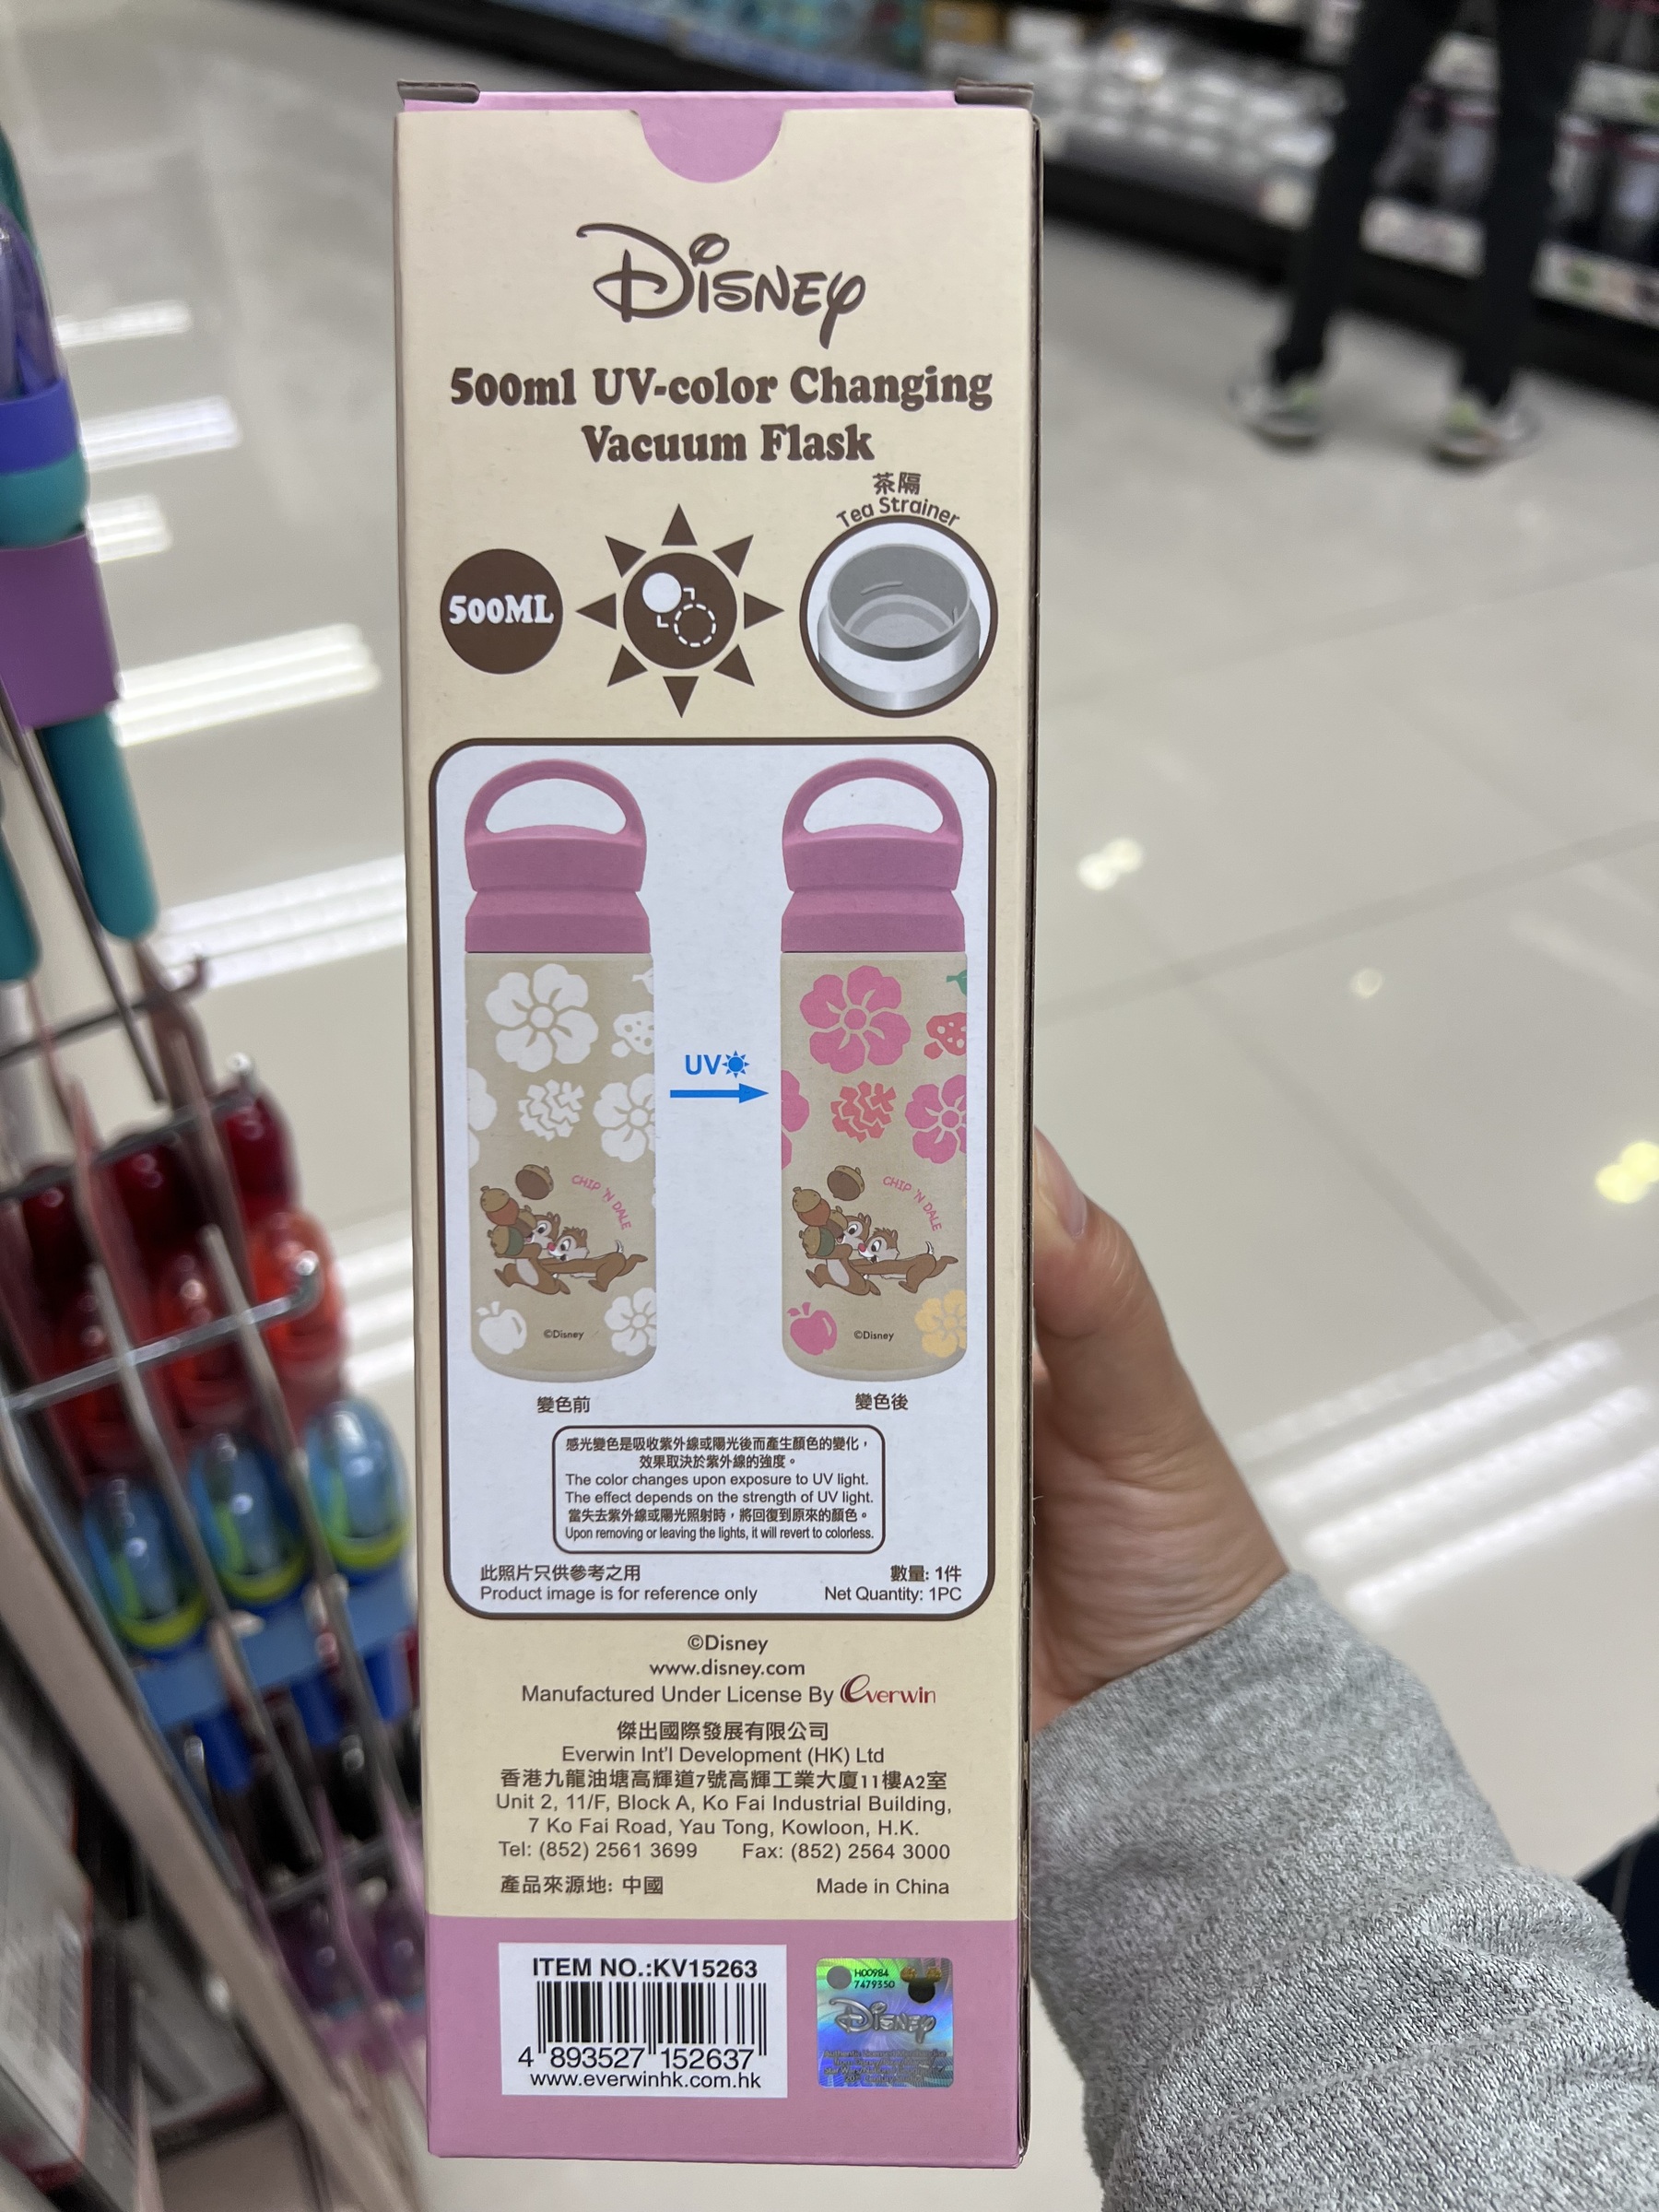 Disney
500ml UV-color Changing
Vacuum Flask
茶隔
Tea Strainer
500ML
UV
CHIP 'N DALE
CHIP 'N DALE
©Disney
©Disney
變色前
變色後
感光變色是吸收紫外線或陽光後而產生顏色的變化，
效果取決於紫外線的強度。
The color changes upon exposure to UV light.
The effect depends on the strength of UV light.
當失去紫外線或陽光照射時，將回復到原來的顏色。
Upon removing or leaving the lights, it will revert to colorless.
此照片只供參考之用
數量: 1件
Product image is for reference only
Net Quantity: 1PC
©Disney
www.disney.com
Manufactured Under License By everwin
傑出國際發展有限公司
Everwin Int'l Development (HK) Ltd
香港九龍油塘高輝道7號高輝工業大廈11樓A2室
Unit 2, 11/F, Block A, Ko Fai Industrial Building,
7 Ko Fai Road, Yau Tong, Kowloon, H.K.
Tel: (852) 2561 3699 Fax: (852) 2564 3000
產品來源地: 中國
Made in China
ITEM NO.:KV15263
4 893527 152637
www.everwinhk.com.hk
H00984
7479350
Disney